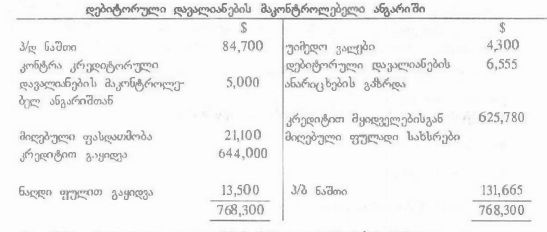 დებიტორული დავალიანების მაკონტროლებელი ანგარიში
$ $
პ/დ ნაშთი 84,700 უიმედო ვალები 4,300
კონტრა კრედიტორული დებიტორული დავალიანების 6,555
დავალიანების მაკონტროლე- 5,000 ანარიცხების გაზრდა
ბელ ანგარიშთან
კრედიტით მყიდველებისგან 625,780
მიღებული ფასდათმობა 21,100 მიღებული ფულადი სახსრები
კრედიტით გაყიდვა 644,000
ნაღდი ფულით გაყიდვა 13,500 პ/ბ ნაშთი 131,665
768,300 768,300